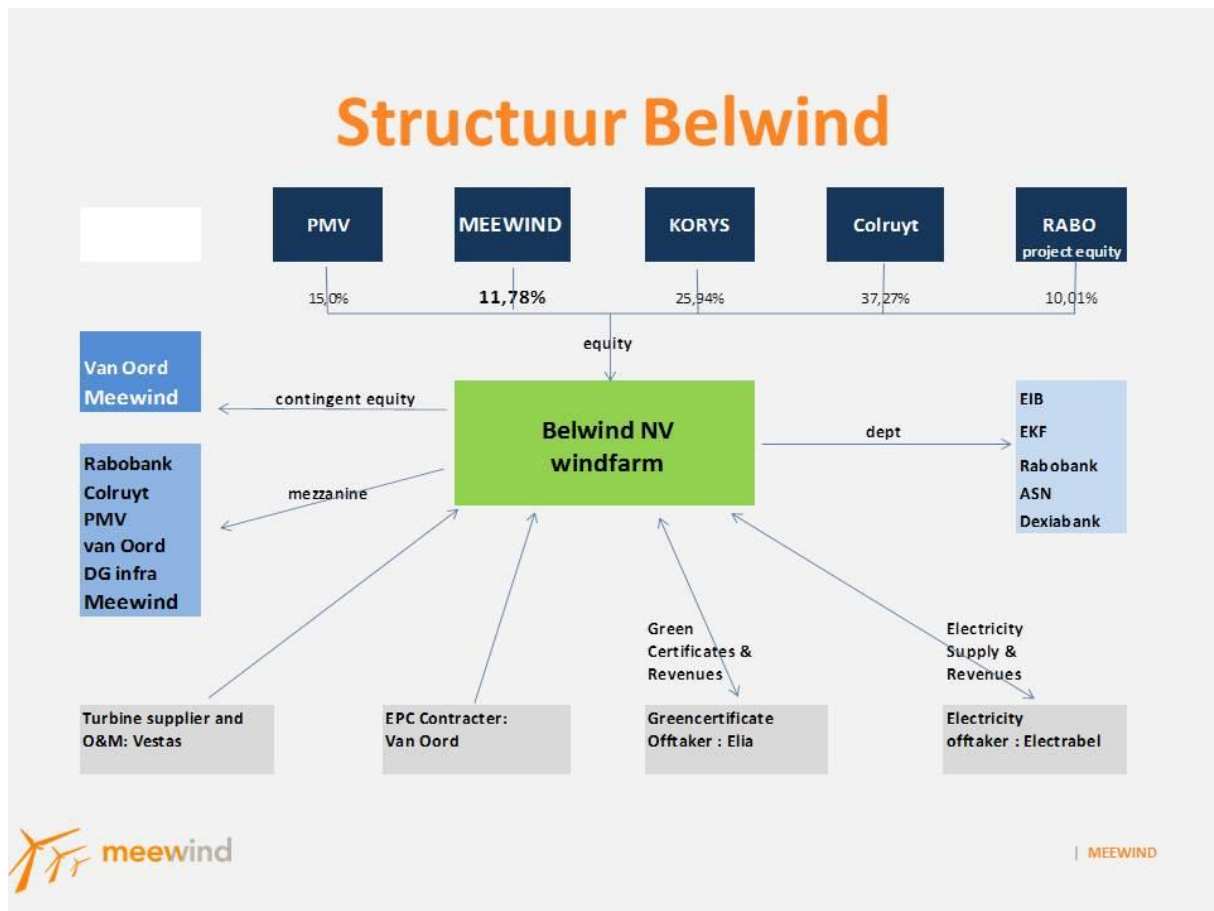 Structuur Belwind
PMV
MEEWIND
KORYS
Colruyt
RABO
project equity
15,0%
11,78%
25,94%
37,27%
10,01%
equity
Van Oord
Meewind
contingent equity
Belwind NV
windfarm
dept
EIB
EKF
Rabobank
ASN
Dexiabank
Rabobank
Colruyt
PMV
van Oord
DG infra
Meewind
mezzanine
Green
Certificates &
Revenues
Electricity
Supply &
Revenues
Turbine supplier and
O&M: Vestas
EPC Contracter:
Van Oord
Greencertificate
Offtaker : Elia
Electricity
offtaker : Electrabel
meewind
| MEEWIND